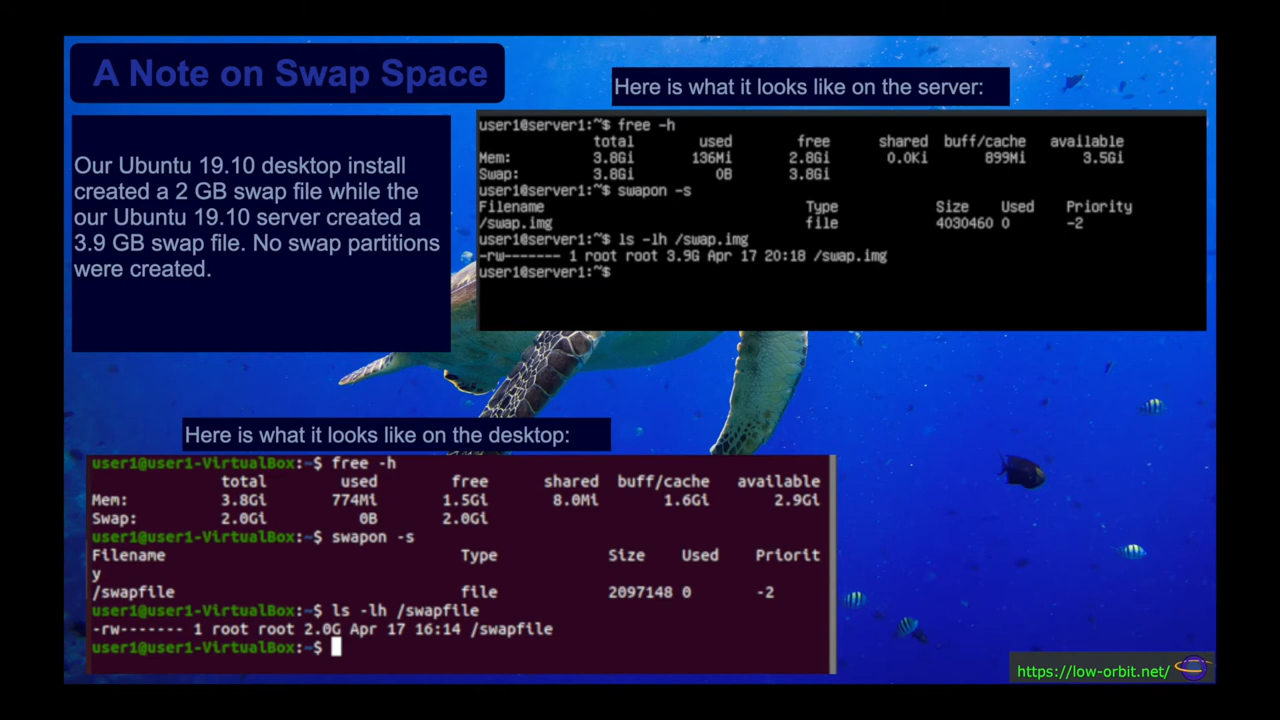 A Note on Swap Space
Our Ubuntu 19.10 desktop install
created a 2 GB swap file while the
our Ubuntu 19.10 server created a
3.9 GB swap file. No swap partitions
were created.
Here is what it looks like on the server:
user1@server1:~$ free -h
total used free shared buff/cache available
Mem: 3.8Gi 136Mi 2.8Gi 0.0Ki 899Mi 3.5Gi
Swap: 3.8Gi 0B 3.8Gi
user1@server1:~$ swapon -s
Filename Type Size Used Priority
/swap.img file 4030460 0 -2
user1@server1:~$ ls -lh /swap.img
-rw------- 1 root root 3.9G Apr 17 20:18 /swap.img
user1@server1:~$
Here is what it looks like on the desktop:
user1@user1-VirtualBox:~$ free -h
total used free shared buff/cache available
Mem: 3.8Gi 774Mi 1.5Gi 8.0Mi 1.6Gi 2.9Gi
Swap: 2.0Gi 0B 2.0Gi
user1@user1-VirtualBox:~$ swapon -s
Filename Type Size Used Priorit
y
/swapfile file 2097148 0 -2
user1@user1-VirtualBox:~$ ls -lh /swapfile
-rw------- 1 root root 2.0G Apr 17 16:14 /swapfile
user1@user1-VirtualBox:~$
https://low-orbit.net/